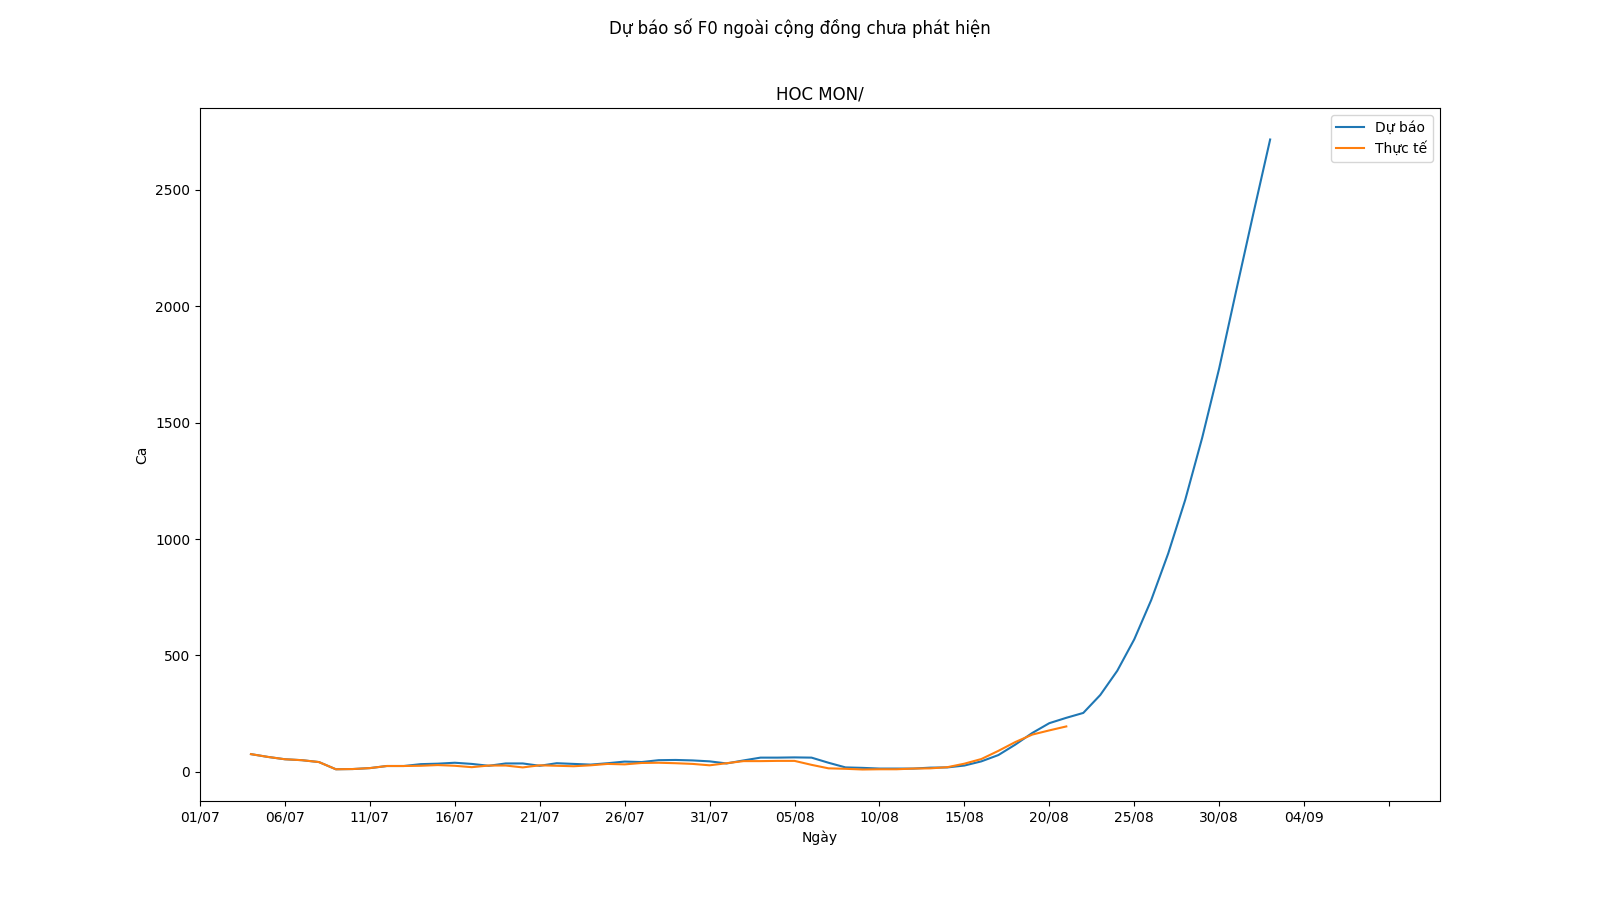 Dự báo số F0 ngoài cộng đồng chưa phát hiện
HOC MON/
Dự báo
Thực tế
2500
2000
1500
1000
500
0
Ca
01/07 06/07 11/07 16/07 21/07 26/07 31/07 05/08 10/08 15/08 20/08 25/08 30/08 04/09
Ngày